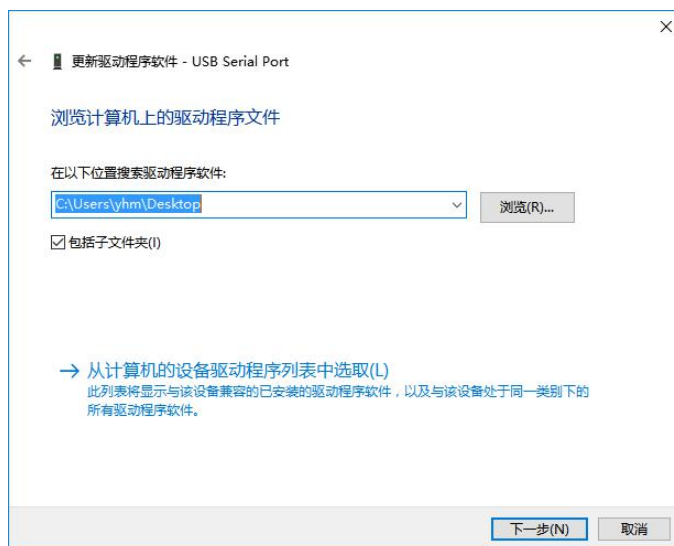 更新驱动程序软件 - USB Serial Port
浏览计算机上的驱动程序文件
在以下位置搜索驱动程序软件:
C:\Users\yhm\Desktop
浏览(R)...
包括子文件夹(I)
从计算机的设备驱动程序列表中选取(L)
此列表将显示与该设备兼容的已安装的驱动程序软件，以及与该设备处于同一类别下的
所有驱动程序软件。
下一步(N)
取消